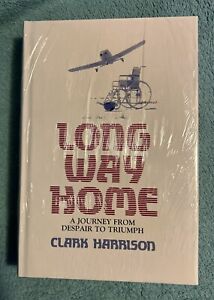 LONG
WAY
HOME
A JOURNEY FROM
DESPAIR TO TRIUMPH
CLARK HARRISON